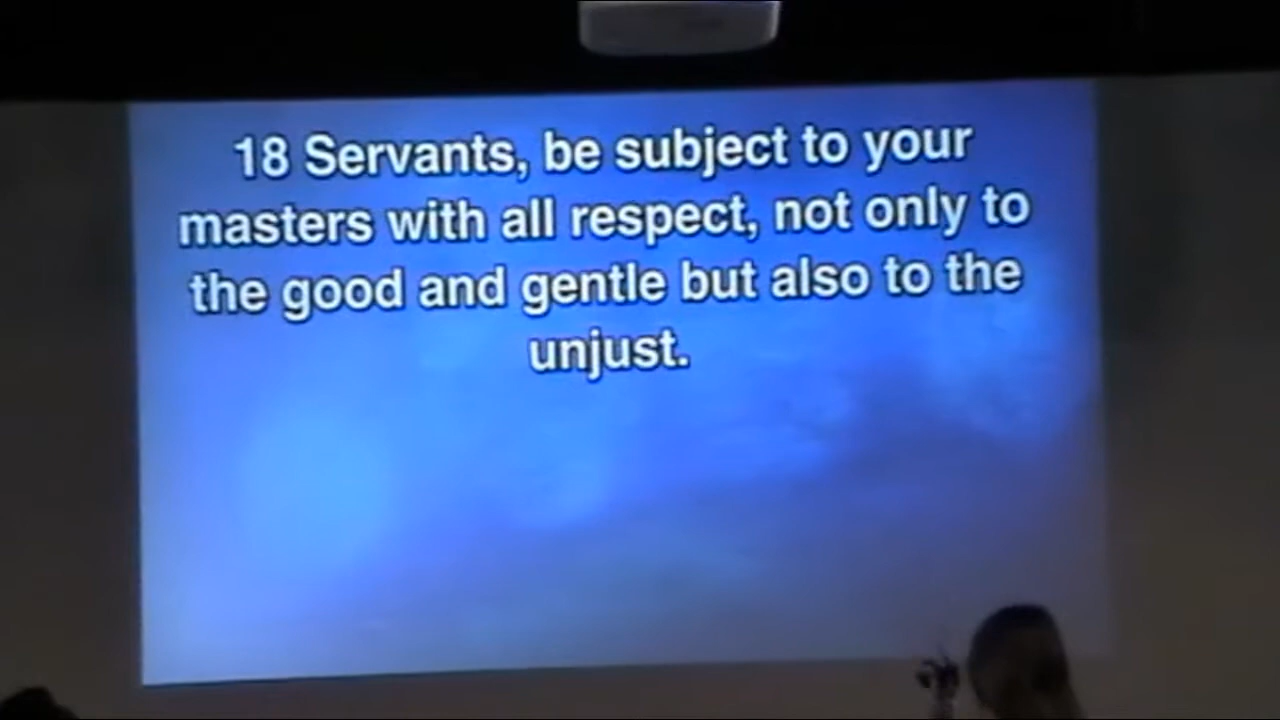 18 Servants, be subject to your
masters with all respect, not only to
the good and gentle but also to the
unjust.